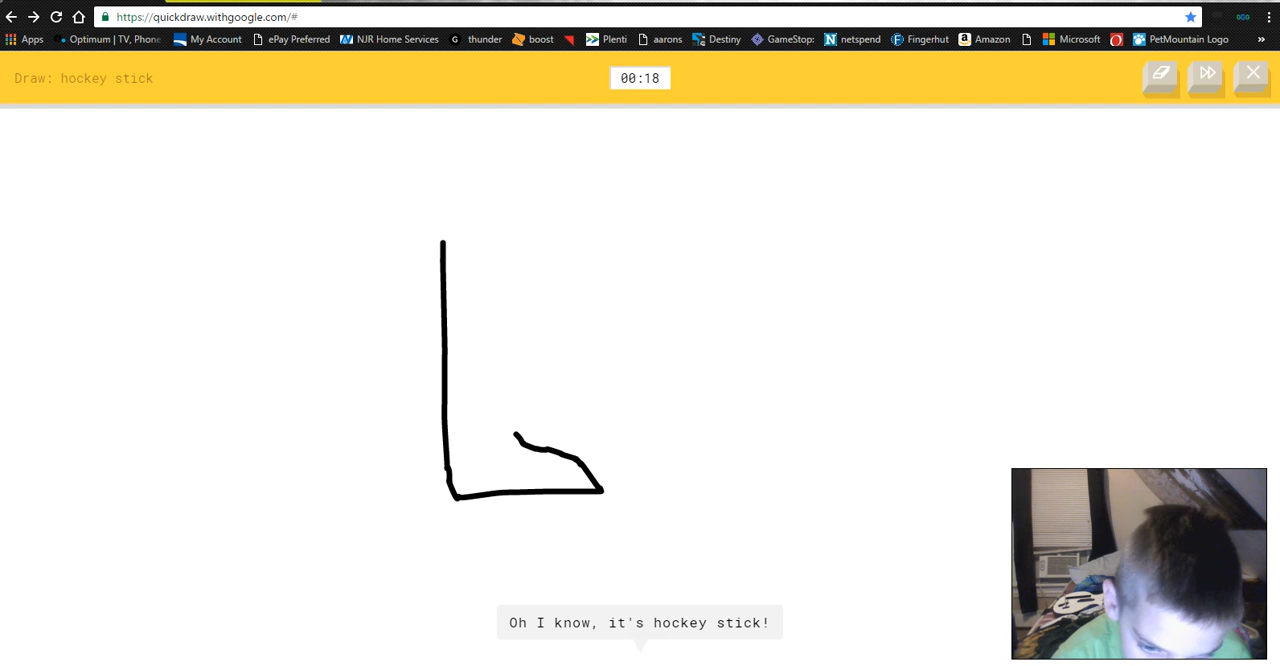 https://quickdraw.withgoogle.com/#
Apps Optimum | TV, Phone My Account ePay Preferred NJR Home Services thunder boost Plenti aarons Destiny GameStop: netspend Fingerhut Amazon Microsoft PetMountain Logo »
Draw: hockey stick 00:18
Oh I know, it's hockey stick!